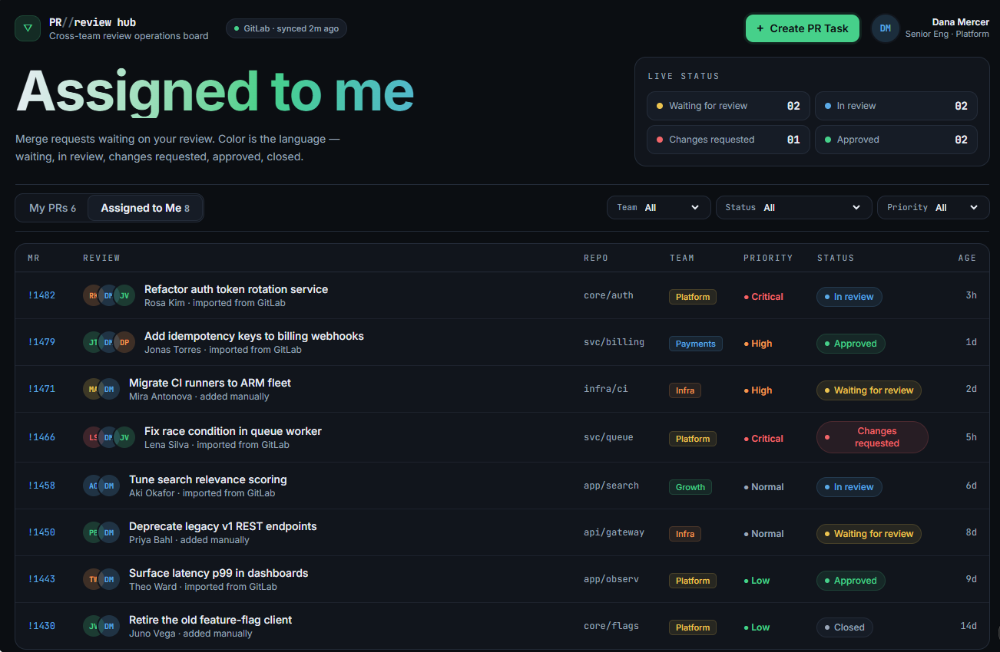 PR//review hub
Cross-team review operations board
GitLab · synced 2m ago
+ Create PR Task
DM
Dana Mercer
Senior Eng · Platform
Assigned to me
Merge requests waiting on your review. Color is the language —
waiting, in review, changes requested, approved, closed.
LIVE STATUS
Waiting for review 02
In review 02
Changes requested 01
Approved 02
My PRs 6
Assigned to Me 8
Team All
Status All
Priority All
MR REVIEW REPO TEAM PRIORITY STATUS AGE
!1482 DM JV Refactor auth token rotation service core/auth Platform Critical In review 3h
Rosa Kim · imported from GitLab
!1479 JT DM DP Add idempotency keys to billing webhooks svc/billing Payments High Approved 1d
Jonas Torres · imported from GitLab
!1471 MA DM Migrate CI runners to ARM fleet infra/ci Infra High Waiting for review 2d
Mira Antonova · added manually
!1466 LS DM JV Fix race condition in queue worker svc/queue Platform Critical Changes requested 5h
Lena Silva · imported from GitLab
!1458 DM Tune search relevance scoring app/search Growth Normal In review 6d
Aki Okafor · imported from GitLab
!1450 DM Deprecate legacy v1 REST endpoints api/gateway Infra Normal Waiting for review 8d
Priya Bahl · added manually
!1443 DM Surface latency p99 in dashboards app/observ Platform Low Approved 9d
Theo Ward · imported from GitLab
!1430 DM Retire the old feature-flag client core/flags Platform Low Closed 14d
Juno Vega · added manually